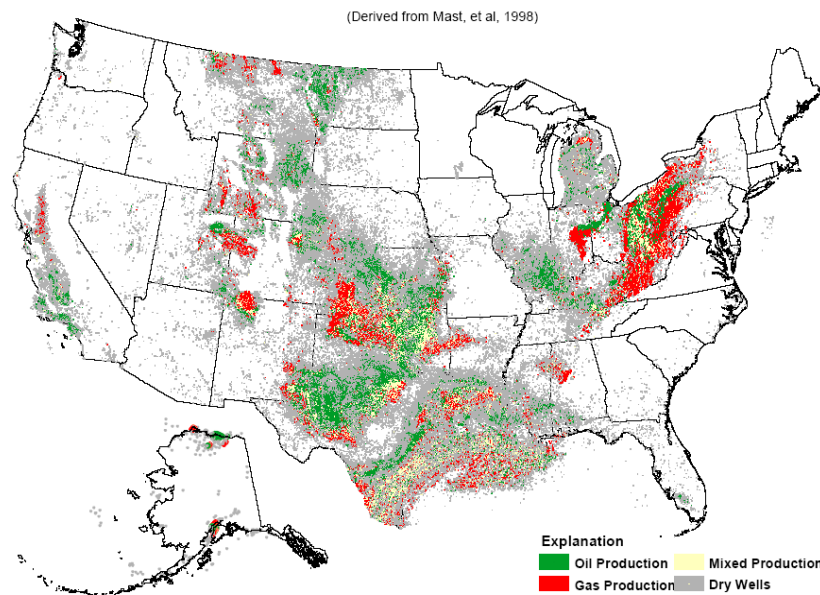 (Derived from Mast, et al, 1998)
Explanation
Oil Production
Mixed Production
Gas Production
Dry Wells